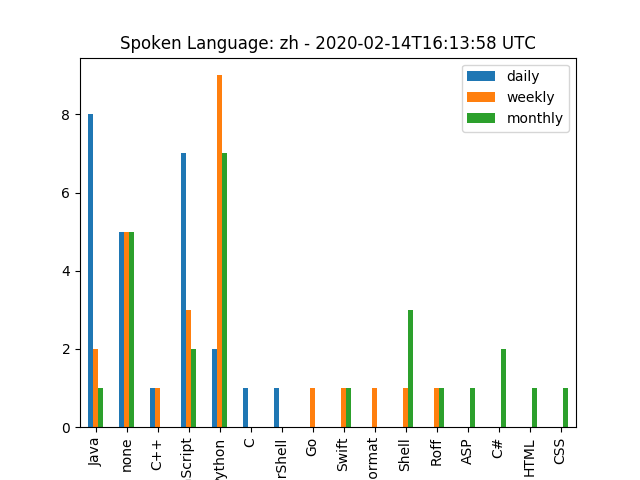 Spoken Language: zh - 2020-02-14T16:13:58 UTC
daily
weekly
monthly
8
6
4
2
0
Java
none
C++
Script
ython
C
rShell
Go
Swift
ormat
Shell
Roff
ASP
C#
HTML
CSS